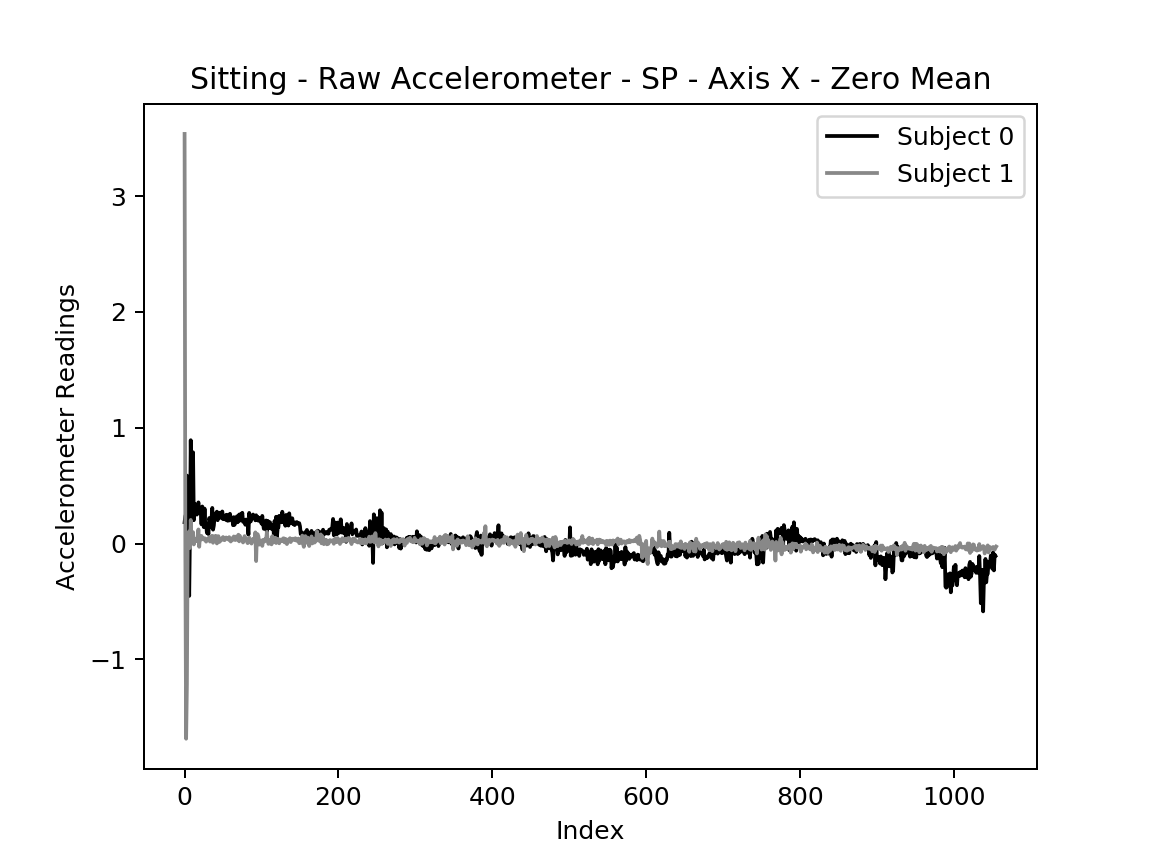 Sitting - Raw Accelerometer - SP - Axis X - Zero Mean
Subject 0
Subject 1
Accelerometer Readings
3
2
1
0
−1
0 200 400 600 800 1000
Index